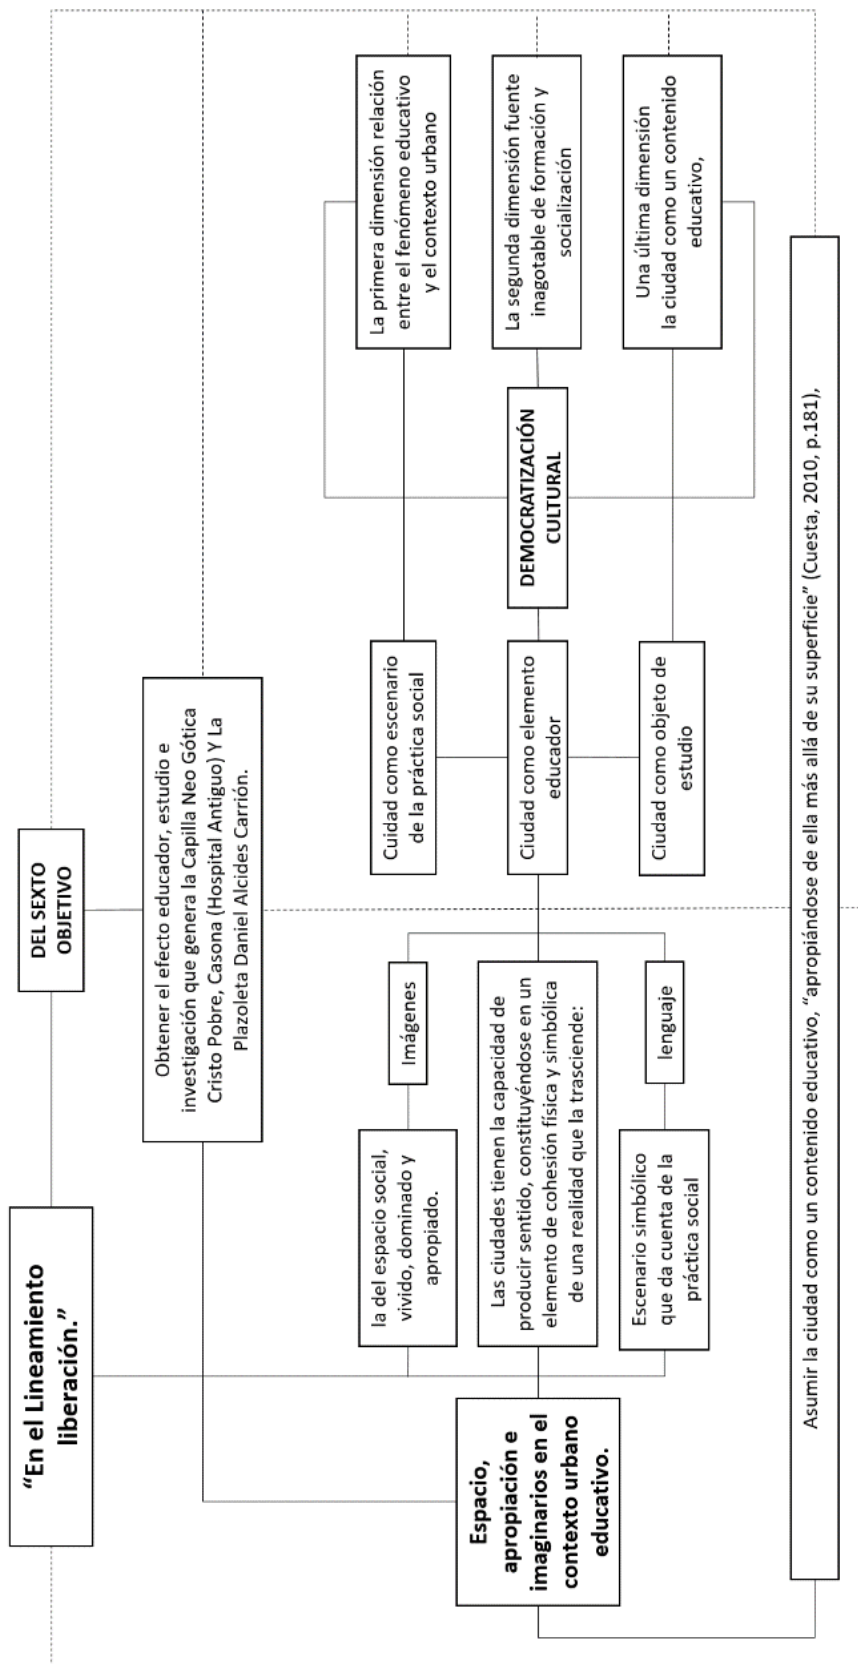 “En el Lineamiento
liberación.”
DEL SEXTO
OBJETIVO
Obtener el efecto educador, estudio e
investigación que genera la Capilla Neo Gótica
Cristo Pobre, Casona (Hospital Antiguo) Y La
Plazoleta Daniel Alcides Carrión.
Espacio,
apropiación e
imaginarios en el
contexto urbano
educativo.
la del espacio social,
vivido, dominado y
apropiado.
Imágenes
Las ciudades tienen la capacidad de
producir sentido, constituyéndose en un
elemento de cohesión física y simbólica
de una realidad que la trasciende:
Escenario simbólico
que da cuenta de la
práctica social
lenguaje
Cuidad como escenario
de la práctica social
Ciudad como elemento
educador
Ciudad como objeto de
estudio
DEMOCRATIZACIÓN
CULTURAL
La primera dimensión relación
entre el fenómeno educativo
y el contexto urbano
La segunda dimensión fuente
inagotable de formación y
socialización
Una última dimensión
la ciudad como un contenido
educativo,
Asumir la ciudad como un contenido educativo, “apropiándose de ella más allá de su superficie” (Cuesta, 2010, p.181),